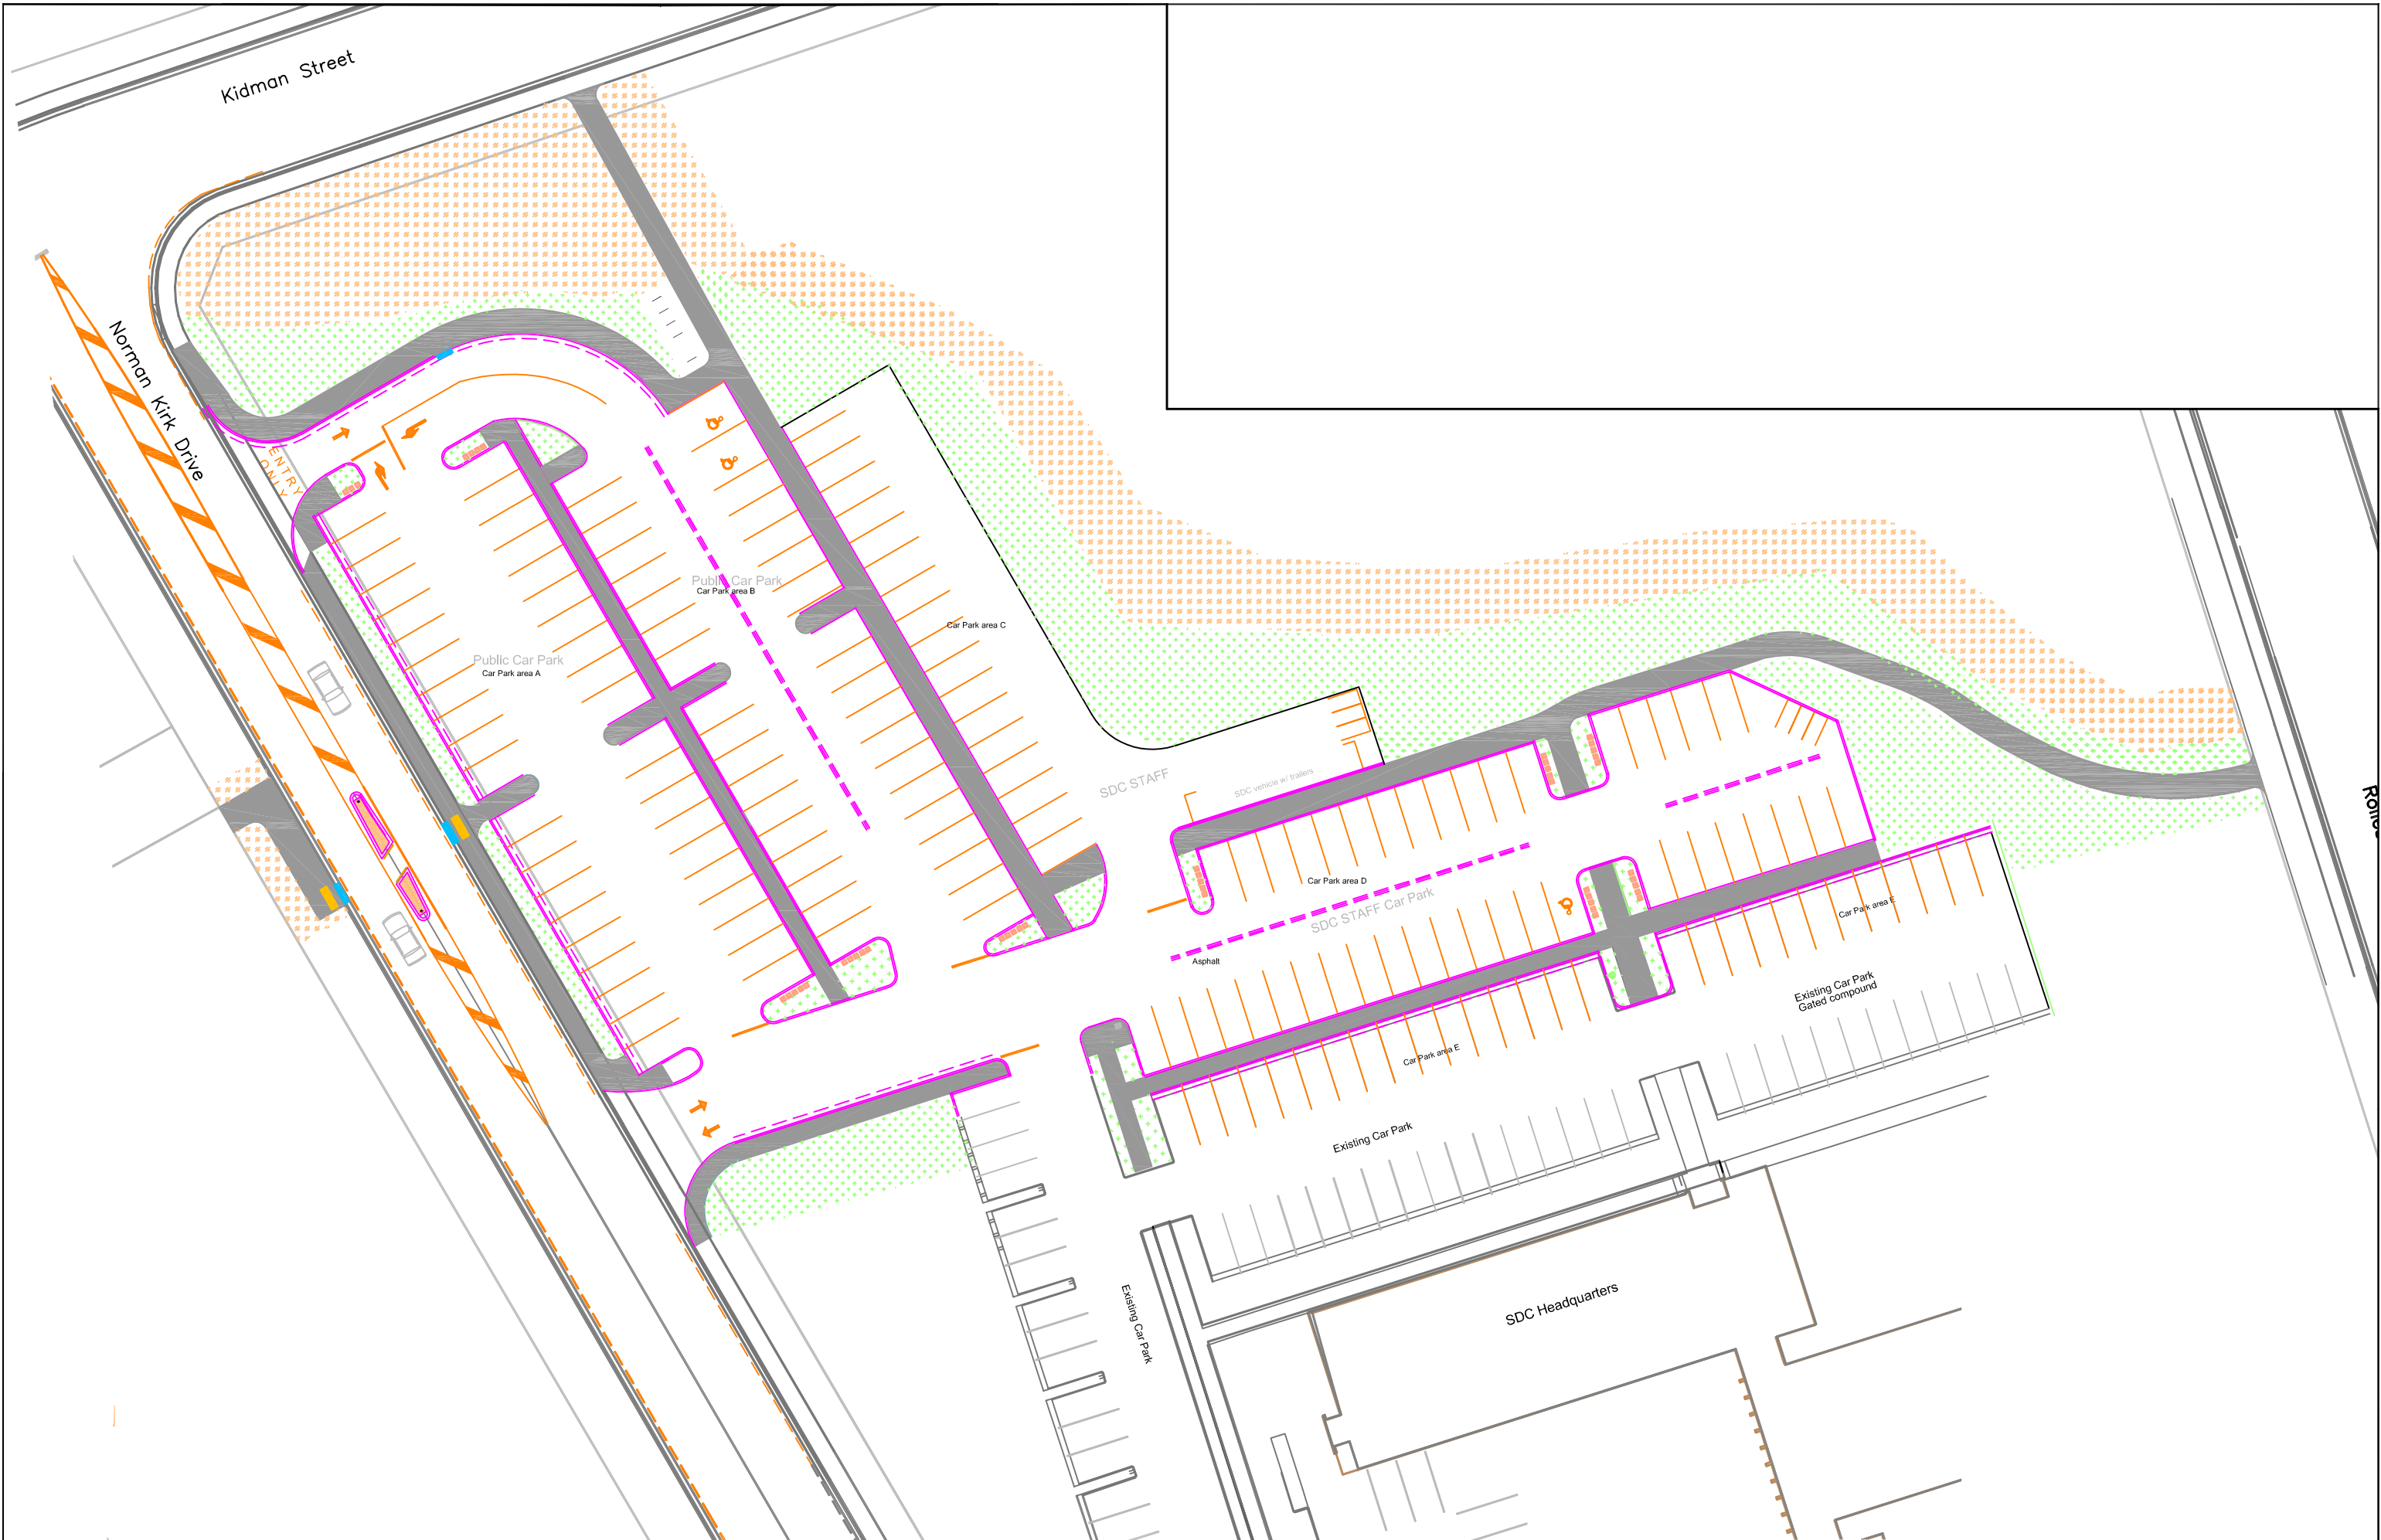 Kidman Street
Norman Kirk Drive
ENTRY
ONLY
Public Car Park
Car Park area B
Car Park area C
Public Car Park
Car Park area A
SDC STAFF
SDC vehicle w/ trailers
Car Park area D
SDC STAFF Car Park
Asphalt
Car Park area E
Existing Car Park
Gated compound
Car Park area E
Existing Car Park
Existing Car Park
SDC Headquarters